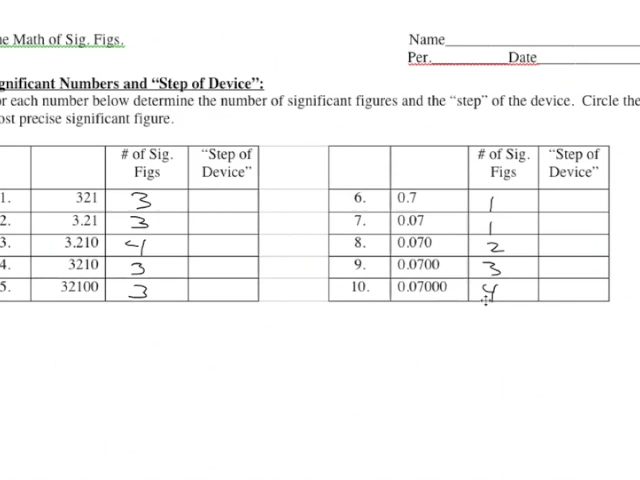 he Math of Sig. Figs.
Name
Per. Date
gnificant Numbers and “Step of Device”:
or each number below determine the number of significant figures and the “step” of the device. Circle the
ost precise significant figure.
# of Sig. Figs “Step of Device”
1. 321 3
2. 3.21 3
3. 3.210 4
4. 3210 3
5. 32100 3
# of Sig. Figs “Step of Device”
6. 0.7 1
7. 0.07 1
8. 0.070 2
9. 0.0700 3
10. 0.07000 4